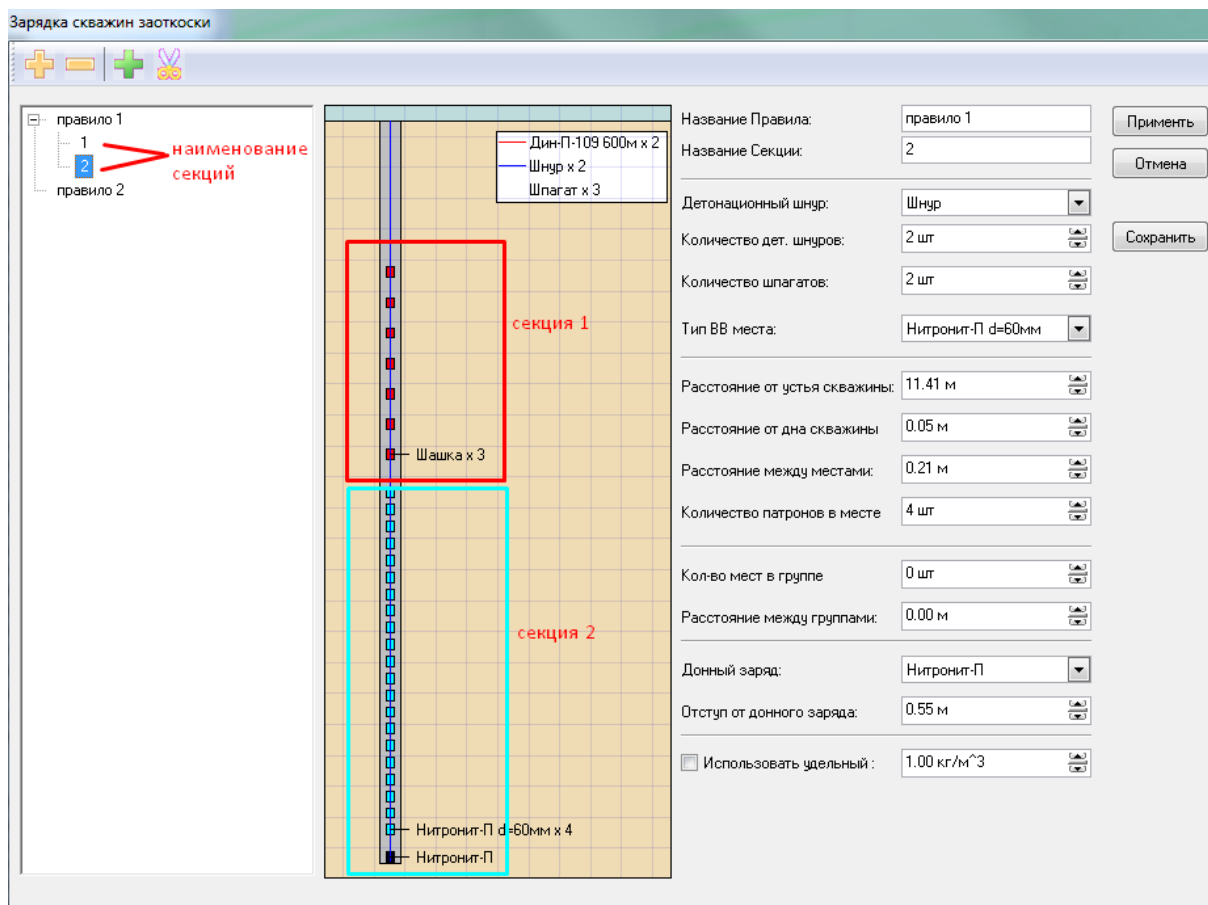 Зарядка скважин заоткоски
правило 1
1
2
правило 2
наименование
секций
Дин-П-109 600м x 2
Шнур x 2
Шпагат x 3
секция 1
Шашка x 3
секция 2
Нитронит-П d=60мм x 4
Нитронит-П
Название Правила: правило 1
Название Секции: 2
Детонационный шнур: Шнур
Количество дет. шнуров: 2 шт
Количество шпагатов: 2 шт
Тип ВВ места: Нитронит-П d=60мм
Расстояние от устья скважины: 11.41 м
Расстояние от дна скважины 0.05 м
Расстояние между местами: 0.21 м
Количество патронов в месте 4 шт
Кол-во мест в группе 0 шт
Расстояние между группами: 0.00 м
Донный заряд: Нитронит-П
Отступ от донного заряда: 0.55 м
Использовать удельный : 1.00 кг/м^3
Применть
Отмена
Сохранить